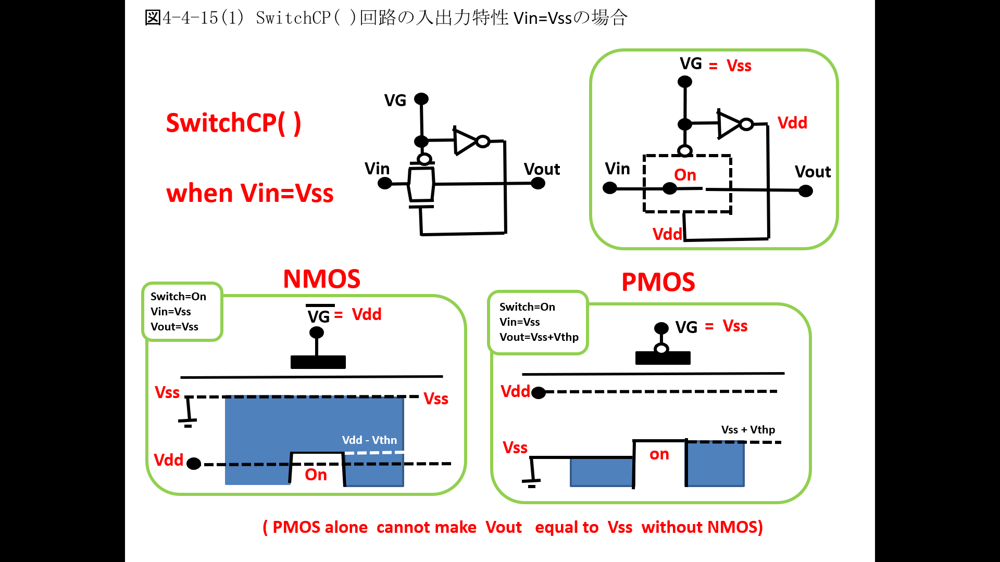 図4-4-15(1) SwitchCP( )回路の入出力特性 Vin=Vssの場合
SwitchCP( )
when Vin=Vss
VG
Vin
Vout
VG = Vss
Vdd
Vin
On
Vout
Vdd
NMOS
Switch=On
Vin=Vss
Vout=Vss
VG = Vdd
Vss
Vss
Vdd - Vthn
Vdd
On
PMOS
Switch=On
Vin=Vss
Vout=Vss+Vthp
VG = Vss
Vdd
Vss + Vthp
Vss
on
( PMOS alone cannot make Vout equal to Vss without NMOS)